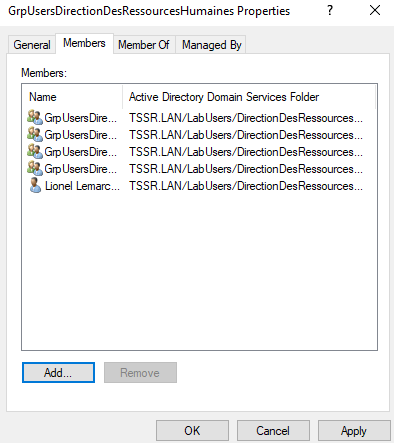 GrpUsersDirectionDesRessourcesHumaines Properties ? ×
General Members Member Of Managed By
Members:
Name Active Directory Domain Services Folder
GrpUsersDire... TSSR.LAN/LabUsers/DirectionDesRessources...
GrpUsersDire... TSSR.LAN/LabUsers/DirectionDesRessources...
GrpUsersDire... TSSR.LAN/LabUsers/DirectionDesRessources...
GrpUsersDire... TSSR.LAN/LabUsers/DirectionDesRessources...
Lionel Lemarc... TSSR.LAN/LabUsers/DirectionDesRessources...
Add... Remove
OK Cancel Apply